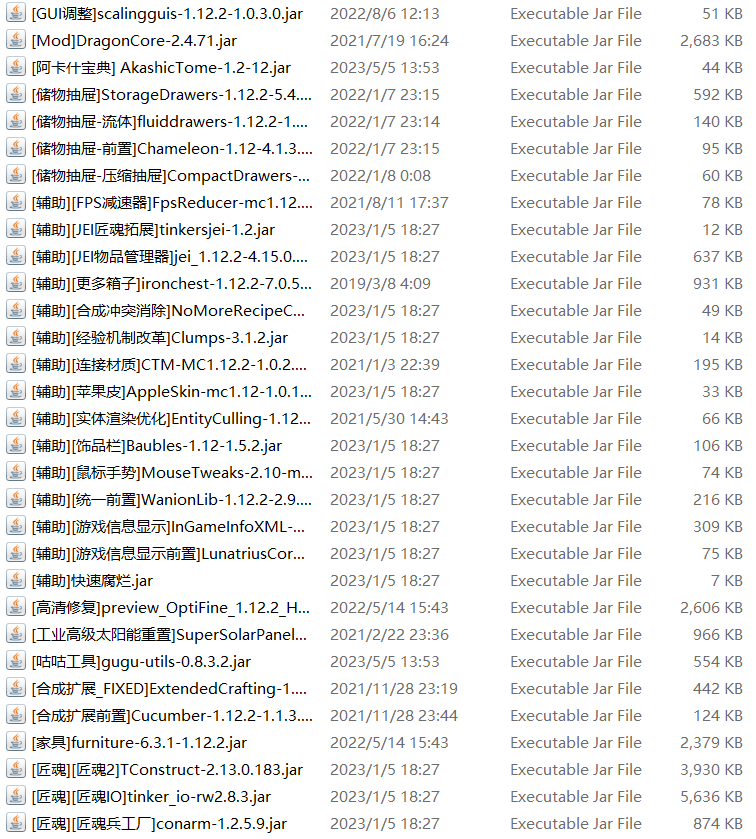 [GUI调整]scalingguis-1.12.2-1.0.3.0.jar 2022/8/6 12:13 Executable Jar File 51 KB
[Mod]DragonCore-2.4.71.jar 2021/7/19 16:24 Executable Jar File 2,683 KB
[阿卡什宝典] AkashicTome-1.2-12.jar 2023/5/5 13:53 Executable Jar File 44 KB
[储物抽屉]StorageDrawers-1.12.2-5.4.... 2022/1/7 23:15 Executable Jar File 592 KB
[储物抽屉-流体]fluiddrawers-1.12.2-1.... 2022/1/7 23:14 Executable Jar File 140 KB
[储物抽屉-前置]Chameleon-1.12-4.1.3.... 2022/1/7 23:15 Executable Jar File 95 KB
[储物抽屉-压缩抽屉]CompactDrawers-... 2022/1/8 0:08 Executable Jar File 60 KB
[辅助][FPS减速器]FpsReducer-mc1.12.... 2021/8/11 17:37 Executable Jar File 78 KB
[辅助][JEI匠魂拓展]tinkersjei-1.2.jar 2023/1/5 18:27 Executable Jar File 12 KB
[辅助][JEI物品管理器]jei_1.12.2-4.15.0.... 2023/1/5 18:27 Executable Jar File 637 KB
[辅助][更多箱子]ironchest-1.12.2-7.0.5... 2019/3/8 4:09 Executable Jar File 931 KB
[辅助][合成冲突消除]NoMoreRecipeC... 2023/1/5 18:27 Executable Jar File 49 KB
[辅助][经验机制改革]Clumps-3.1.2.jar 2023/1/5 18:27 Executable Jar File 14 KB
[辅助][连接材质]CTM-MC1.12.2-1.0.2.... 2021/1/3 22:39 Executable Jar File 195 KB
[辅助][苹果皮]AppleSkin-mc1.12-1.0.1... 2023/1/5 18:27 Executable Jar File 33 KB
[辅助][实体渲染优化]EntityCulling-1.12... 2021/5/30 14:43 Executable Jar File 66 KB
[辅助][饰品栏]Baubles-1.12-1.5.2.jar 2023/1/5 18:27 Executable Jar File 106 KB
[辅助][鼠标手势]MouseTweaks-2.10-m... 2023/1/5 18:27 Executable Jar File 74 KB
[辅助][统一前置]WanionLib-1.12.2-2.9.... 2023/1/5 18:27 Executable Jar File 216 KB
[辅助][游戏信息显示]InGameInfoXML-... 2023/1/5 18:27 Executable Jar File 309 KB
[辅助][游戏信息显示前置]LunatriusCor... 2023/1/5 18:27 Executable Jar File 75 KB
[辅助]快速腐烂.jar 2023/1/5 18:27 Executable Jar File 7 KB
[高清修复]preview_OptiFine_1.12.2_H... 2022/5/14 15:43 Executable Jar File 2,606 KB
[工业高级太阳能重置]SuperSolarPanel... 2021/2/22 23:36 Executable Jar File 966 KB
[咕咕工具]gugu-utils-0.8.3.2.jar 2023/5/5 13:53 Executable Jar File 554 KB
[合成扩展_FIXED]ExtendedCrafting-1.... 2021/11/28 23:19 Executable Jar File 442 KB
[合成扩展前置]Cucumber-1.12.2-1.1.3.... 2021/11/28 23:44 Executable Jar File 124 KB
[家具]furniture-6.3.1-1.12.2.jar 2022/5/14 15:43 Executable Jar File 2,379 KB
[匠魂][匠魂2]TConstruct-2.13.0.183.jar 2023/1/5 18:27 Executable Jar File 3,930 KB
[匠魂][匠魂IO]tinker_io-rw2.8.3.jar 2023/1/5 18:27 Executable Jar File 5,636 KB
[匠魂][匠魂兵工厂]conarm-1.2.5.9.jar 2023/1/5 18:27 Executable Jar File 874 KB